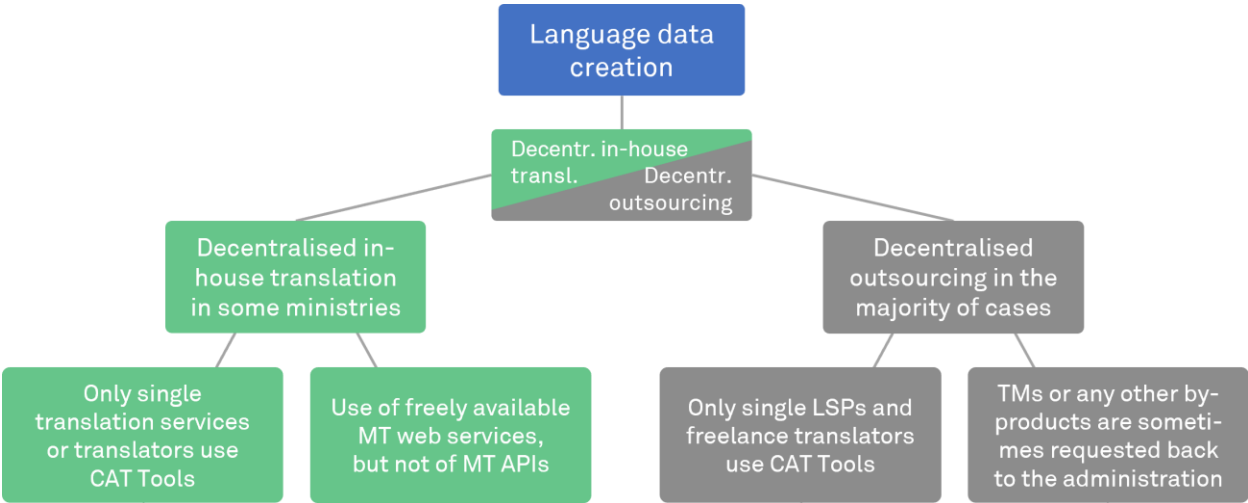 Language data
creation
Decentr. in-house
transl.
Decentr.
outsourcing
Decentralised in-
house translation
in some ministries
Decentralised
outsourcing in the
majority of cases
Only single
translation services
or translators use
CAT Tools
Use of freely available
MT web services,
but not of MT APIs
Only single LSPs and
freelance translators
use CAT Tools
TMs or any other by-
products are someti-
mes requested back
to the administration